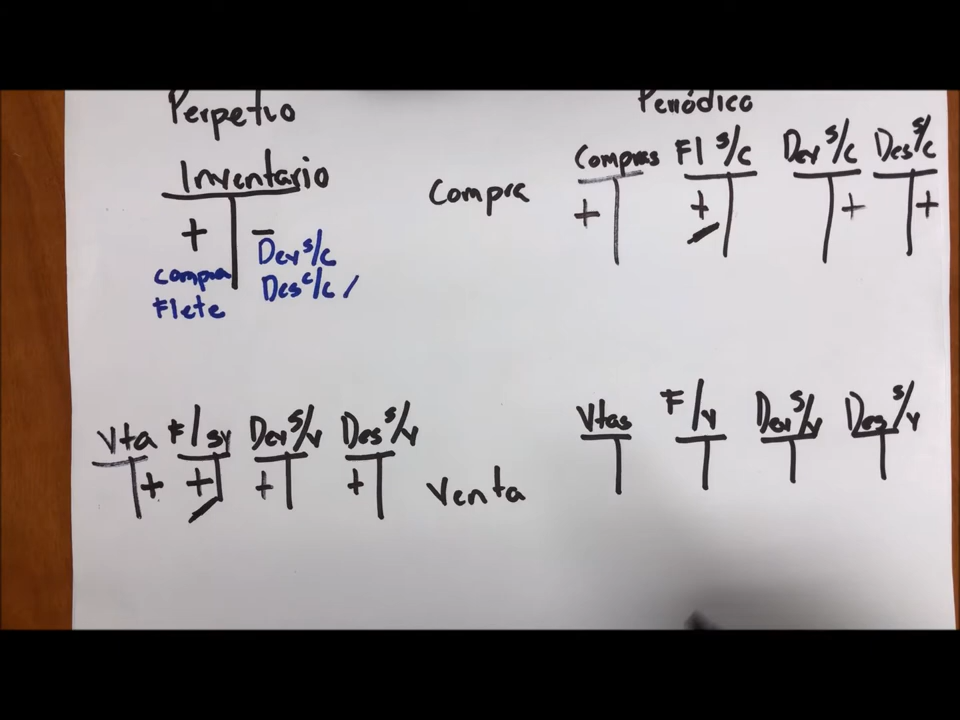 Perpetuo
Periódico
Inventario
+ -
compra Dev s/c
Flete Des c/c /
Compra
Compras Fl s/c Dev s/c Des s/c
+ + + +
Vta F/sv Dev s/v Des s/v
+ + + +
Venta
Vtas F/v Dev s/v Des s/v